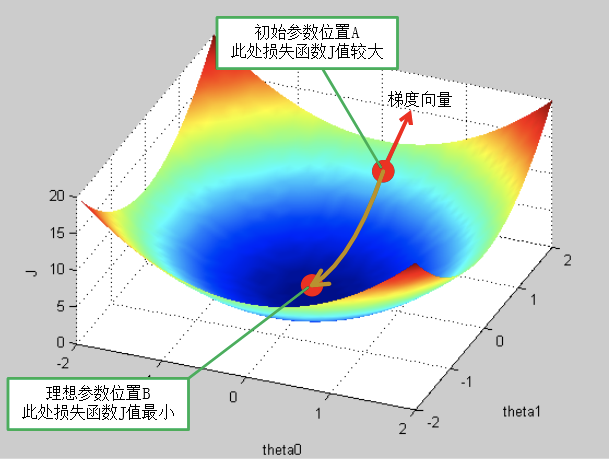 初始参数位置A
此处损失函数J值较大
梯度向量
20
15
10
5
0
J
-2
-1
0
1
2
theta0
-2
-1
0
1
2
theta1
理想参数位置B
此处损失函数J值最小